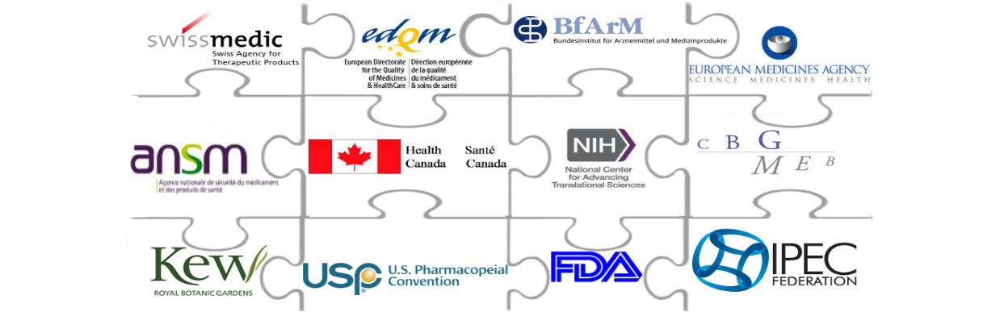 swissmedic
Swiss Agency for
Therapeutic Products
edQm
European Directorate
for the Quality
of Medicines
& HealthCare
Direction européenne
de la qualité
du médicament
& soins de santé
BfArM
Bundesinstitut für Arzneimittel und Medizinprodukte
EUROPEAN MEDICINES AGENCY
SCIENCE MEDICINES HEALTH
ansm
Agence nationale de sécurité du médicament
et des produits de santé
Health
Canada
Santé
Canada
NIH
National Center
for Advancing
Translational Sciences
C B G
M E B
Kew
ROYAL BOTANIC GARDENS
USP
U.S. Pharmacopeial
Convention
FDA
IPEC
FEDERATION